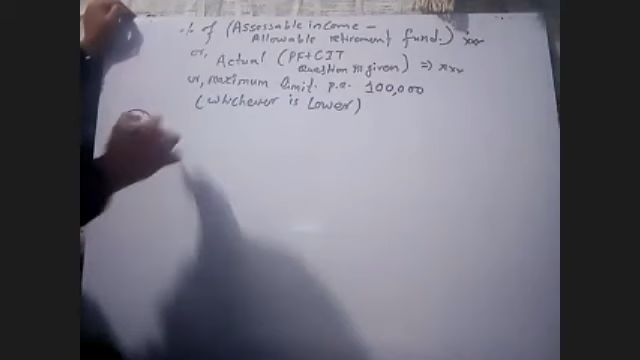 % of (Assessable income -
Allowable retirement fund.) xxx
or, Actual (PF+CIT
question given) => xxx
or, maximum limit. p.a. 100,000
(whichever is Lower)